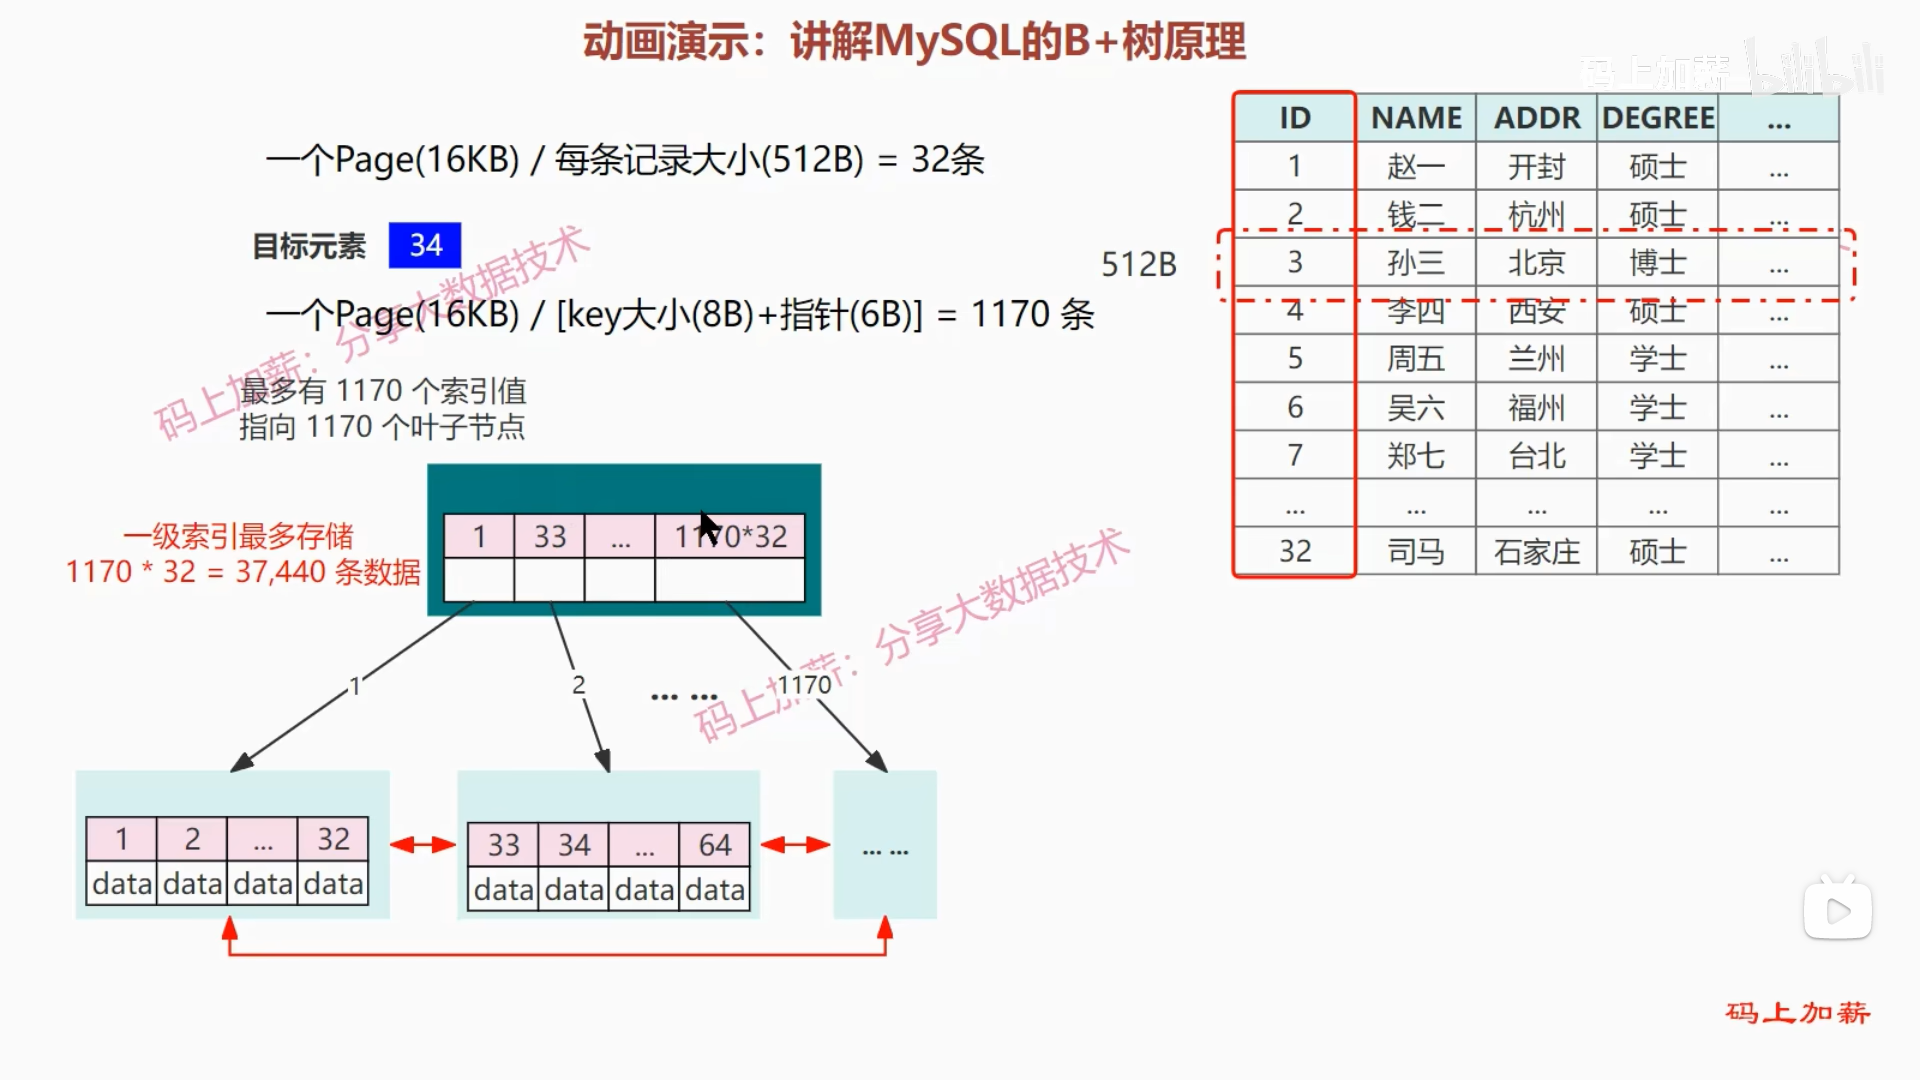 动画演示：讲解MySQL的B+树原理
码上加薪
bilibili
一个Page(16KB) / 每条记录大小(512B) = 32条
目标元素 34
一个Page(16KB) / [key大小(8B)+指针(6B)] = 1170 条
最多有 1170 个索引值
指向 1170 个叶子节点
码上加薪：分享大数据技术
512B
ID NAME ADDR DEGREE ...
1 赵一 开封 硕士 ...
2 钱二 杭州 硕士 ...
3 孙三 北京 博士 ...
4 李四 西安 硕士 ...
5 周五 兰州 学士 ...
6 吴六 福州 学士 ...
7 郑七 台北 学士 ...
... ... ... ... ...
32 司马 石家庄 硕士 ...
一级索引最多存储
1170 * 32 = 37,440 条数据
1 33 ... 1170*32
1 2 ... ... 1170
码上加薪：分享大数据技术
1 2 ... 32
data data data data
33 34 ... 64
data data data data
... ...
码上加薪